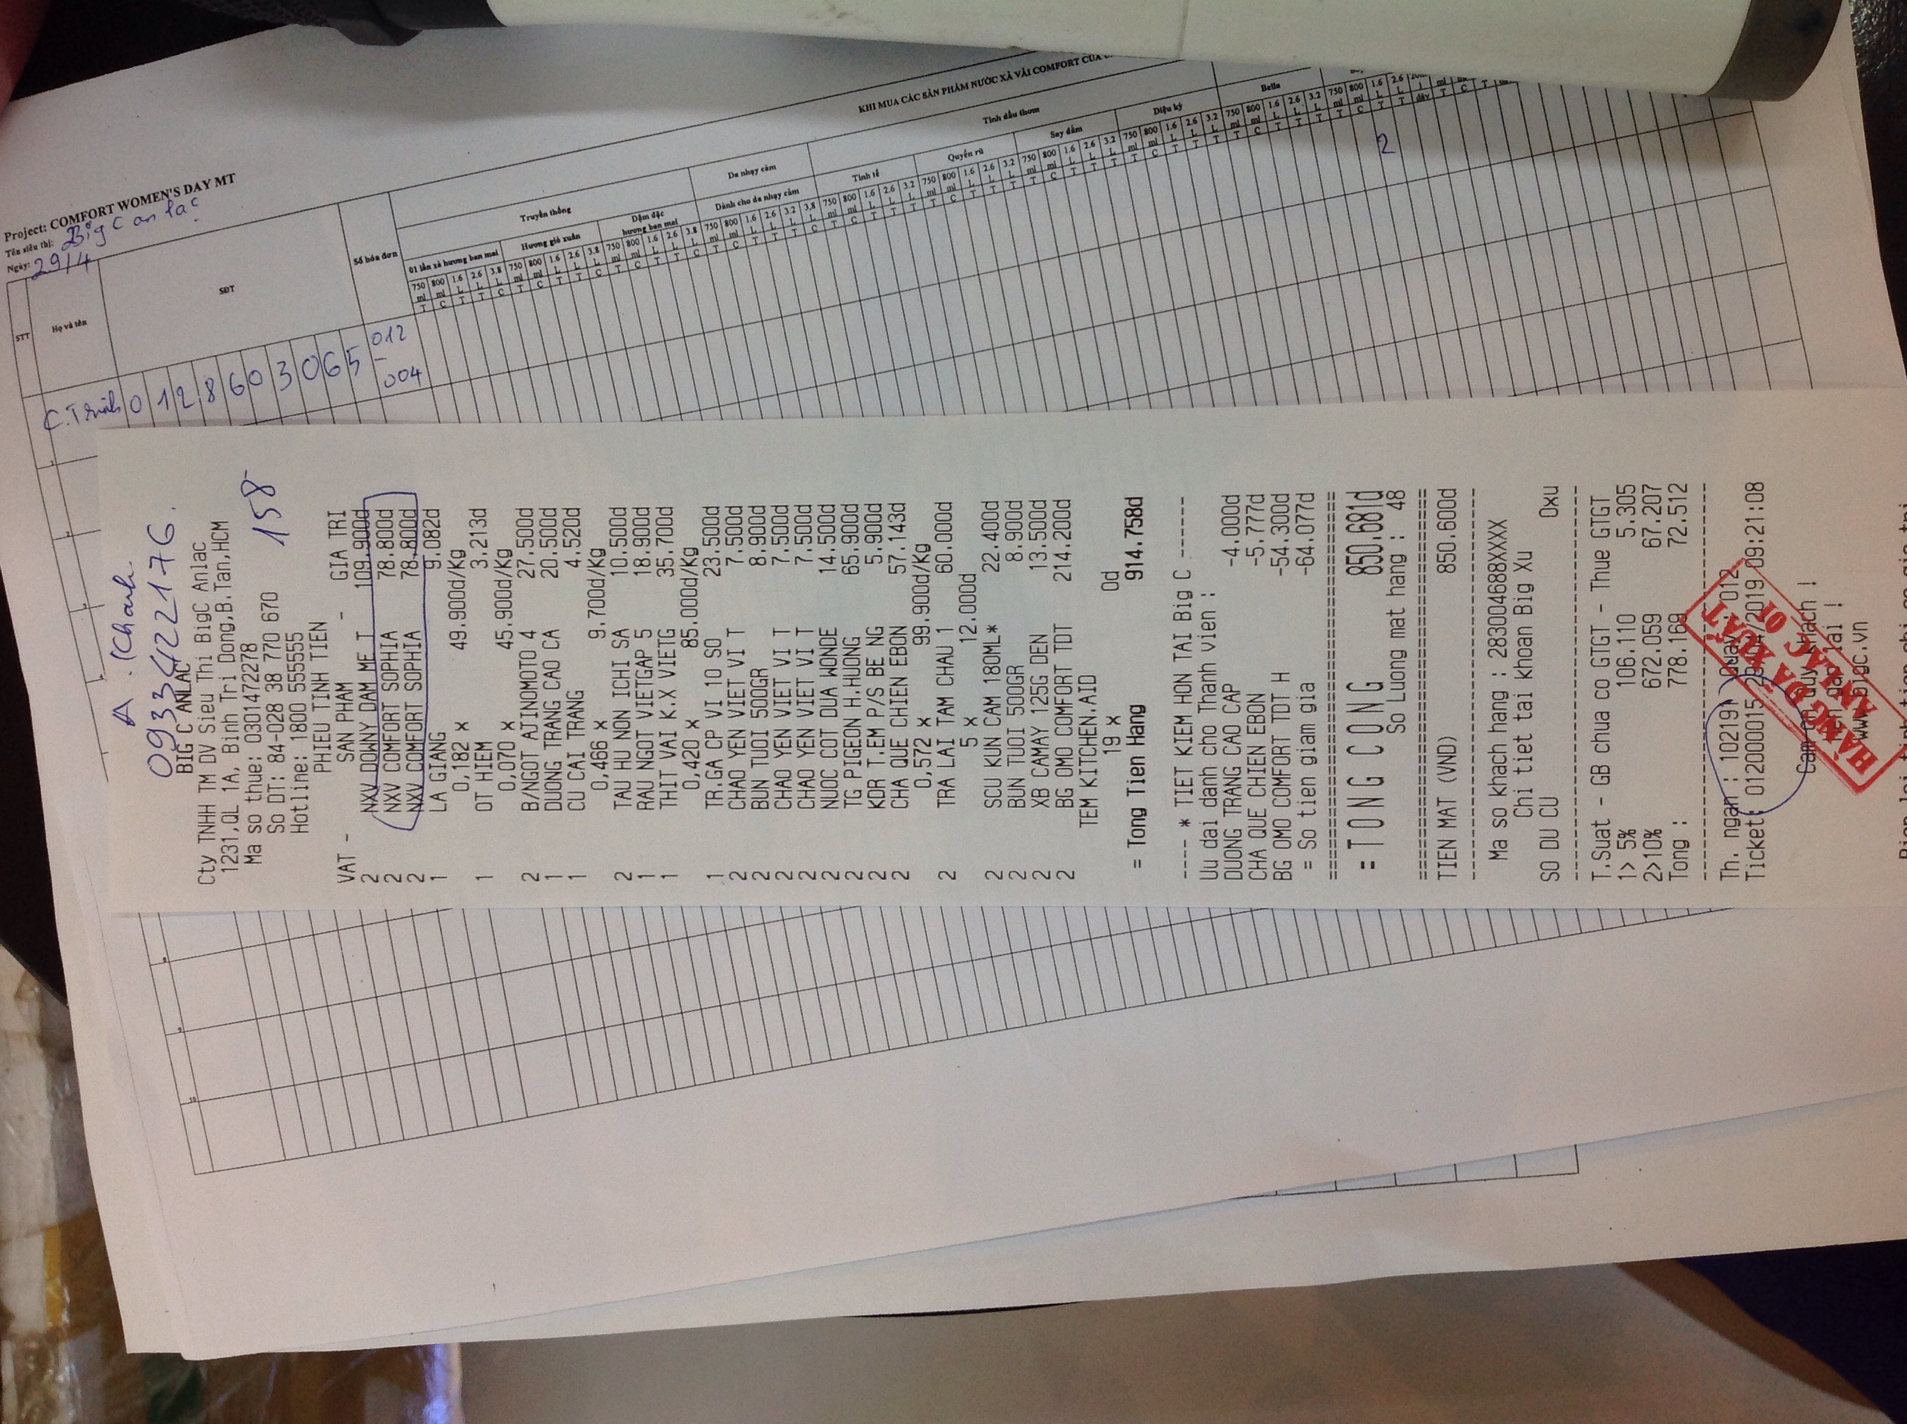 Project: COMFORT WOMEN'S DAY MT
Tên siêu thị: Big C an lạc
Ngày: 29/4
KHI MUA CÁC SẢN PHẨM NƯỚC XẢ VẢI COMFORT CỦA
STT
Họ và tên
SĐT
Số hóa đơn
Truyền thống
Da nhạy cảm
Tinh dầu thơm
01 lần xả hương ban mai
Hương gió xuân
Đậm đặc hương ban mai
Dành cho da nhạy cảm
Tinh tế
Quyến rũ
Say đắm
Diệu kỳ
Bella
C.Trinh 0128603065 012 - 004
2
A. Khanh
0933422176.
158
BIG C ANLAC
Cty TNHH TM DV Sieu Thi BigC Anlac
1231,QL 1A, Binh Tri Dong,B.Tan,HCM
Ma so thue: 0301472278
So DT: 84-028 38 770 670
Hotline: 1800 555555
PHIEU TINH TIEN
VAT - SAN PHAM - GIA TRI
2 NXV DOWNY DAM ME T 109.900d
2 NXV COMFORT SOPHIA 78.800d
2 NXV COMFORT SOPHIA 78.800d
1 LA GIANG 9.082d
0,182 x 49.900d/Kg
1 OT HIEM 3.213d
0,070 x 45.900d/Kg
2 B/NGOT AJINOMOTO 4 27.500d
1 DUONG TRANG CAO CA 20.500d
1 CU CAI TRANG 4.520d
0,466 x 9.700d/Kg
2 TAU HU NON ICHI SA 10.500d
1 RAU NGOT VIETGAP 5 18.900d
1 THIT VAI K.X VIETG 35.700d
0,420 x 85.000d/Kg
1 TR.GA CP VI 10 SO 23.500d
2 CHAO YEN VIET VI T 7.500d
2 BUN TUOI 500GR 8.900d
2 CHAO YEN VIET VI T 7.500d
2 CHAO YEN VIET VI T 7.500d
2 NUOC COT DUA WONDE 14.500d
2 TG PIGEON H.HUONG 65.900d
2 KDR T.EM P/S BE NG 5.900d
2 CHA QUE CHIEN EBON 57.143d
0,572 x 99.900d/Kg
2 TRA LAI TAM CHAU 1 60.000d
5 x 12.000d
2 SCU KUN CAM 180ML* 22.400d
2 BUN TUOI 500GR 8.900d
2 XB CAMAY 125G DEN 13.500d
2 BG OMO COMFORT TDT 214.200d
TEM KITCHEN.AID
19 x 0d
= Tong Tien Hang 914.758d
---- * TIET KIEM HON TAI Big C -------
Uu dai danh cho Thanh vien :
DUONG TRANG CAO CAP -4.000d
CHA QUE CHIEN EBON -5.777d
BG OMO COMFORT TDT H -54.300d
= So tien giam gia -64.077d
=TONG CONG 850.681d
So Luong mat hang : 48
TIEN MAT (VND) 850.600d
Ma so khach hang : 283004688XXXX
Chi tiet tai khoan Big Xu
SO DU CU 0xu
T.Suat - GB chua co GTGT - Thue GTGT
1> 5% 106.110 5.305
2>10% 672.059 67.207
Tong : 778.169 72.512
Th. ngan : 102191 Quay : 012
Ticket: 01200001529/04/2019 09:21:08
Cam on quy khach !
Hen gap lai !
www.bigc.vn
HÀNG ĐÃ XUẤT
ANLAC 01